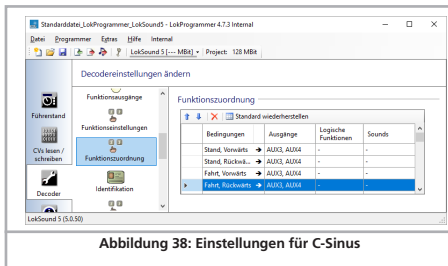 Standarddatei_LokProgrammer_LokSound5 - LokProgrammer 4.7.3 Internal
Datei Programmer Extras Hilfe Internal
LokSound 5 [--- MBit] Project: 128 MBit
Decodereinstellungen ändern
Führerstand
CVs lesen / schreiben
Decoder
Funktionsausgänge
Funktionseinstellungen
Funktionszuordnung
Identifikation
Funktionszuordnung
Standard wiederherstellen
Bedingungen Ausgänge Logische Funktionen Sounds
Stand, Vorwärts → AUX3, AUX4 - -
Stand, Rückwä... → AUX3, AUX4 - -
Fahrt, Vorwärts → AUX3, AUX4 - -
Fahrt, Rückwärts → AUX3, AUX4 - -
LokSound 5 (5.0.50)
Abbildung 38: Einstellungen für C-Sinus